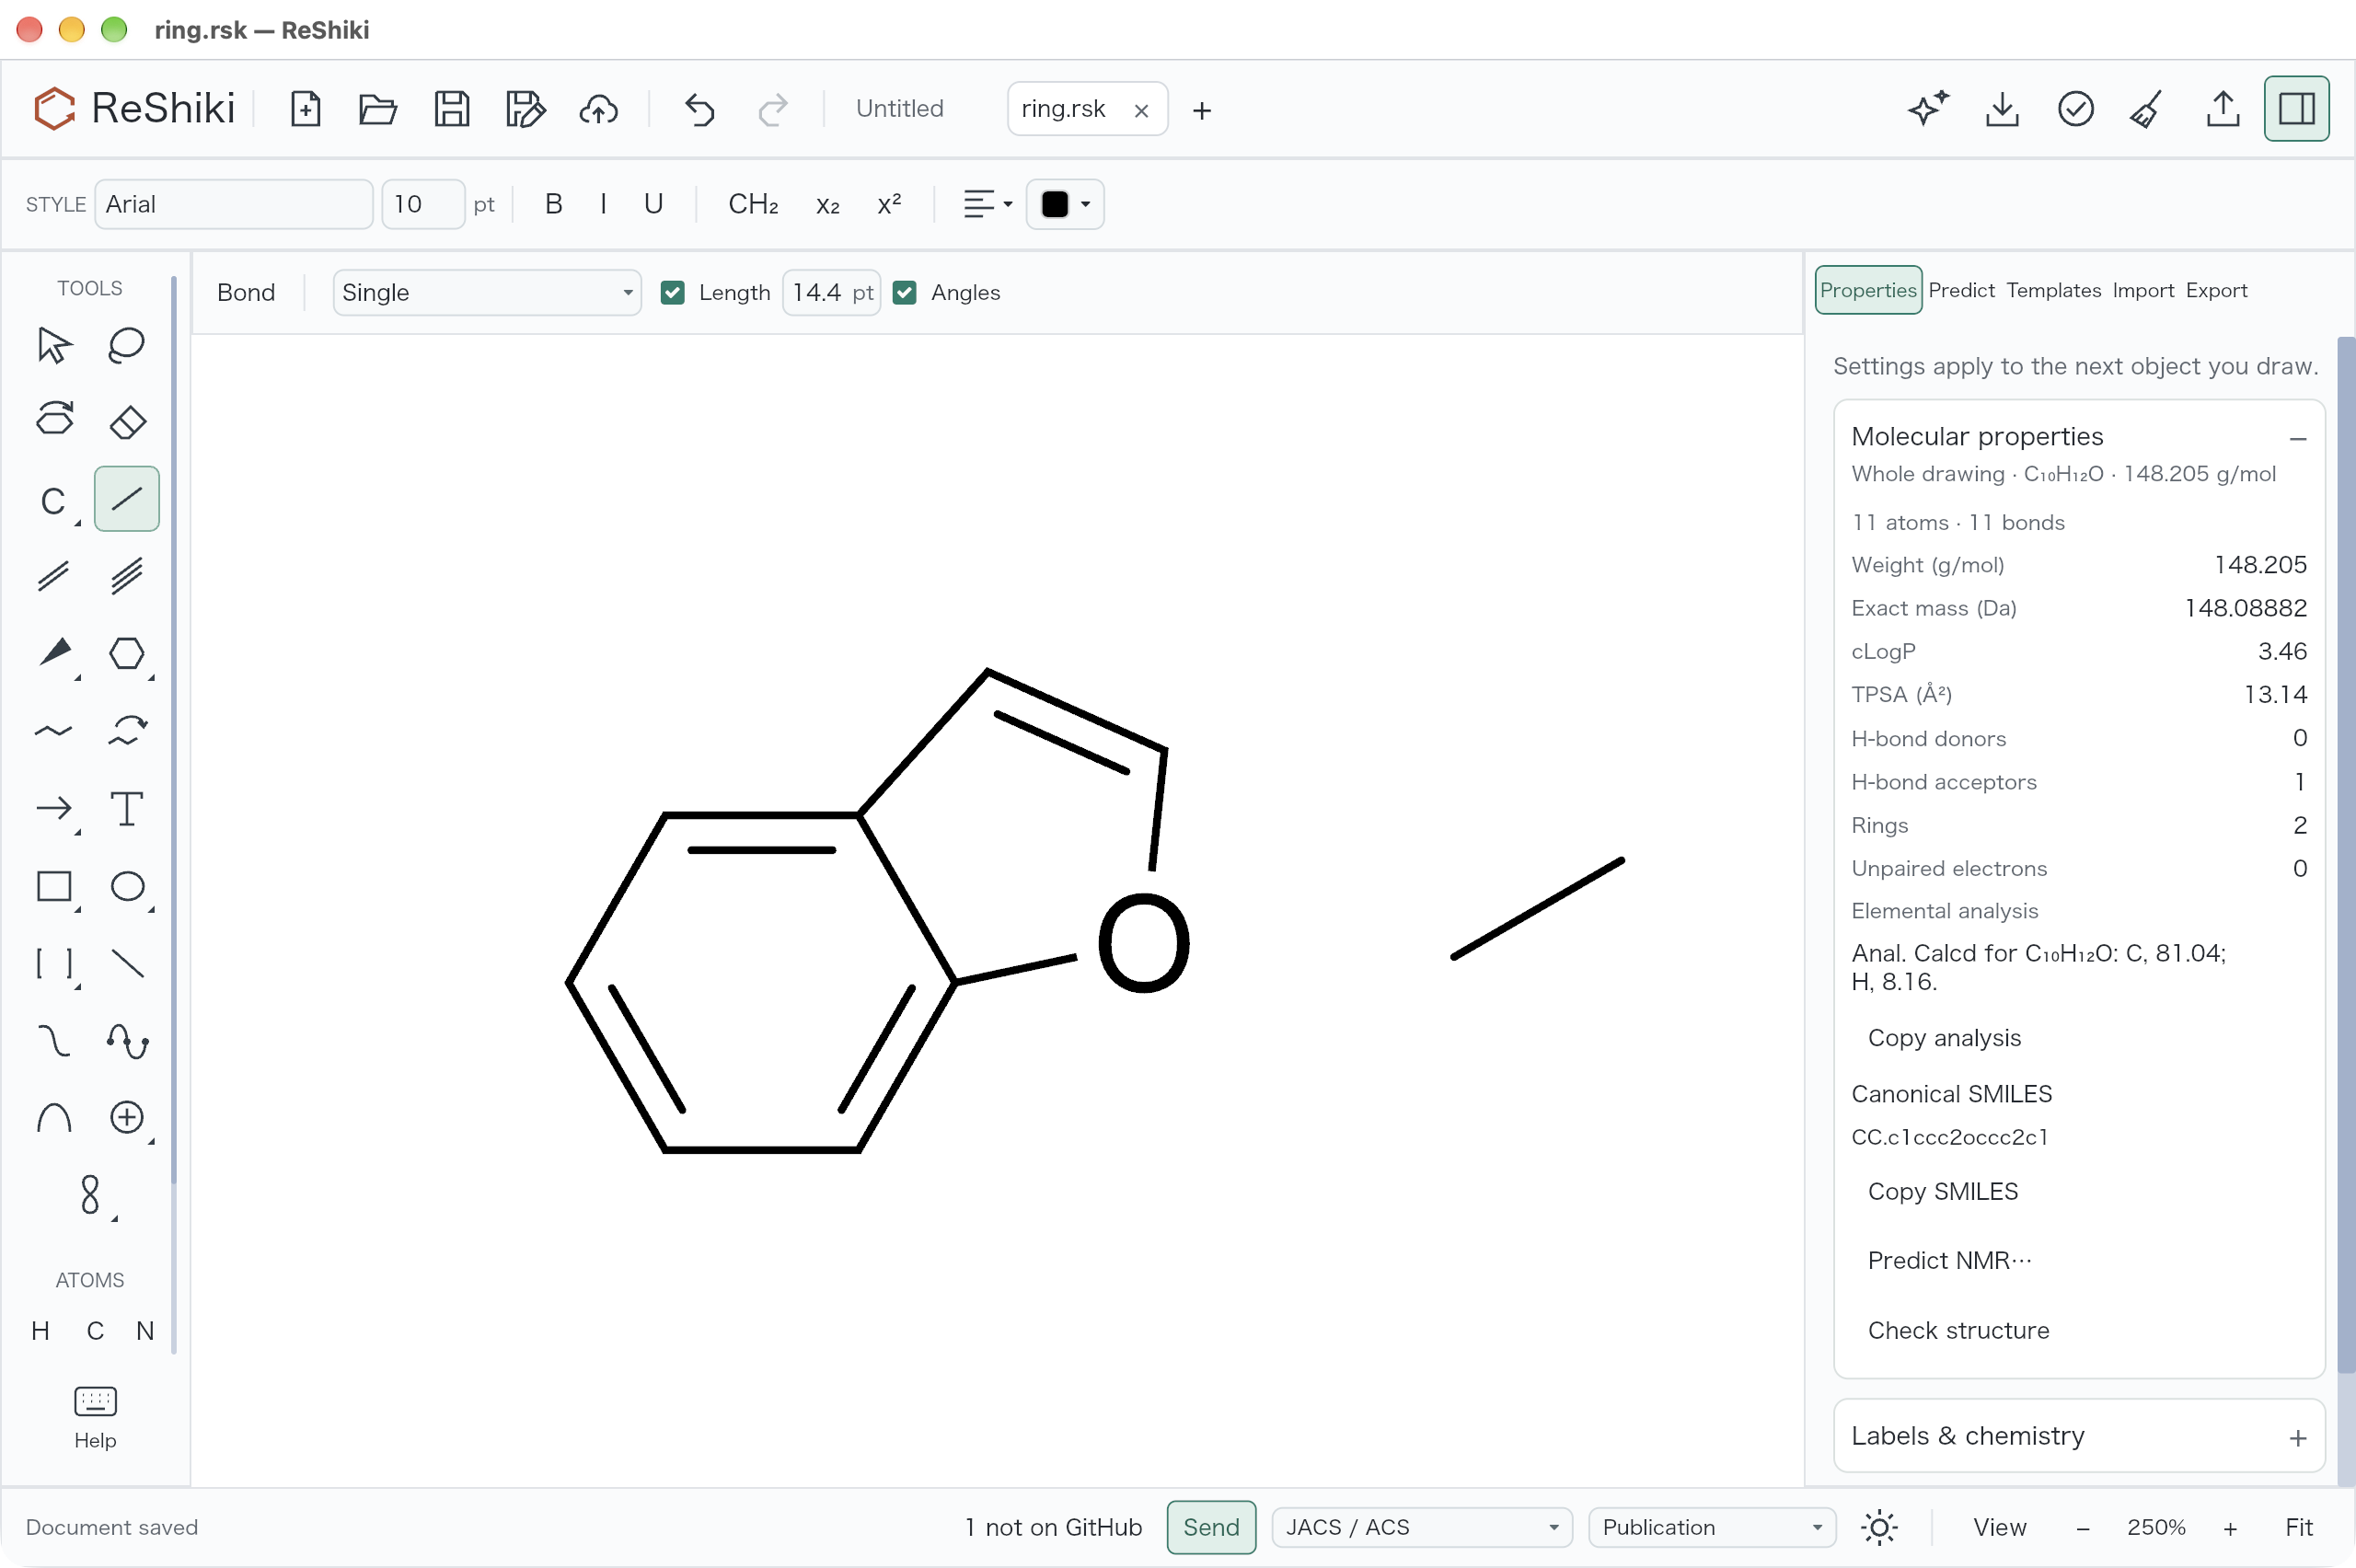 ring.rsk — ReShiki
ReShiki
Untitled
ring.rsk ×
+
STYLE Arial 10 pt B I U CH₂ x₂ x²
TOOLS
Bond Single Length 14.4 pt Angles
Properties Predict Templates Import Export
Settings apply to the next object you draw.
C
T
[ ]
ATOMS
H C N
Help
O
Molecular properties −
Whole drawing · C₁₀H₁₂O · 148.205 g/mol
11 atoms · 11 bonds
Weight (g/mol) 148.205
Exact mass (Da) 148.08882
cLogP 3.46
TPSA (Å²) 13.14
H-bond donors 0
H-bond acceptors 1
Rings 2
Unpaired electrons 0
Elemental analysis
Anal. Calcd for C₁₀H₁₂O: C, 81.04;
H, 8.16.
Copy analysis
Canonical SMILES
CC.c1ccc2occc2c1
Copy SMILES
Predict NMR…
Check structure
Labels & chemistry +
Document saved
1 not on GitHub Send JACS / ACS Publication View − 250% + Fit